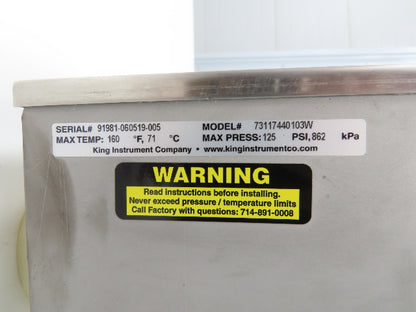 SERIAL# 91981-060519-005 MODEL# 73117440103W
MAX TEMP: 160 °F, 71 °C MAX PRESS: 125 PSI, 862 kPa
King Instrument Company • www.kinginstrumentco.com
WARNING
Read instructions before installing.
Never exceed pressure / temperature limits
Call Factory with questions: 714-891-0008